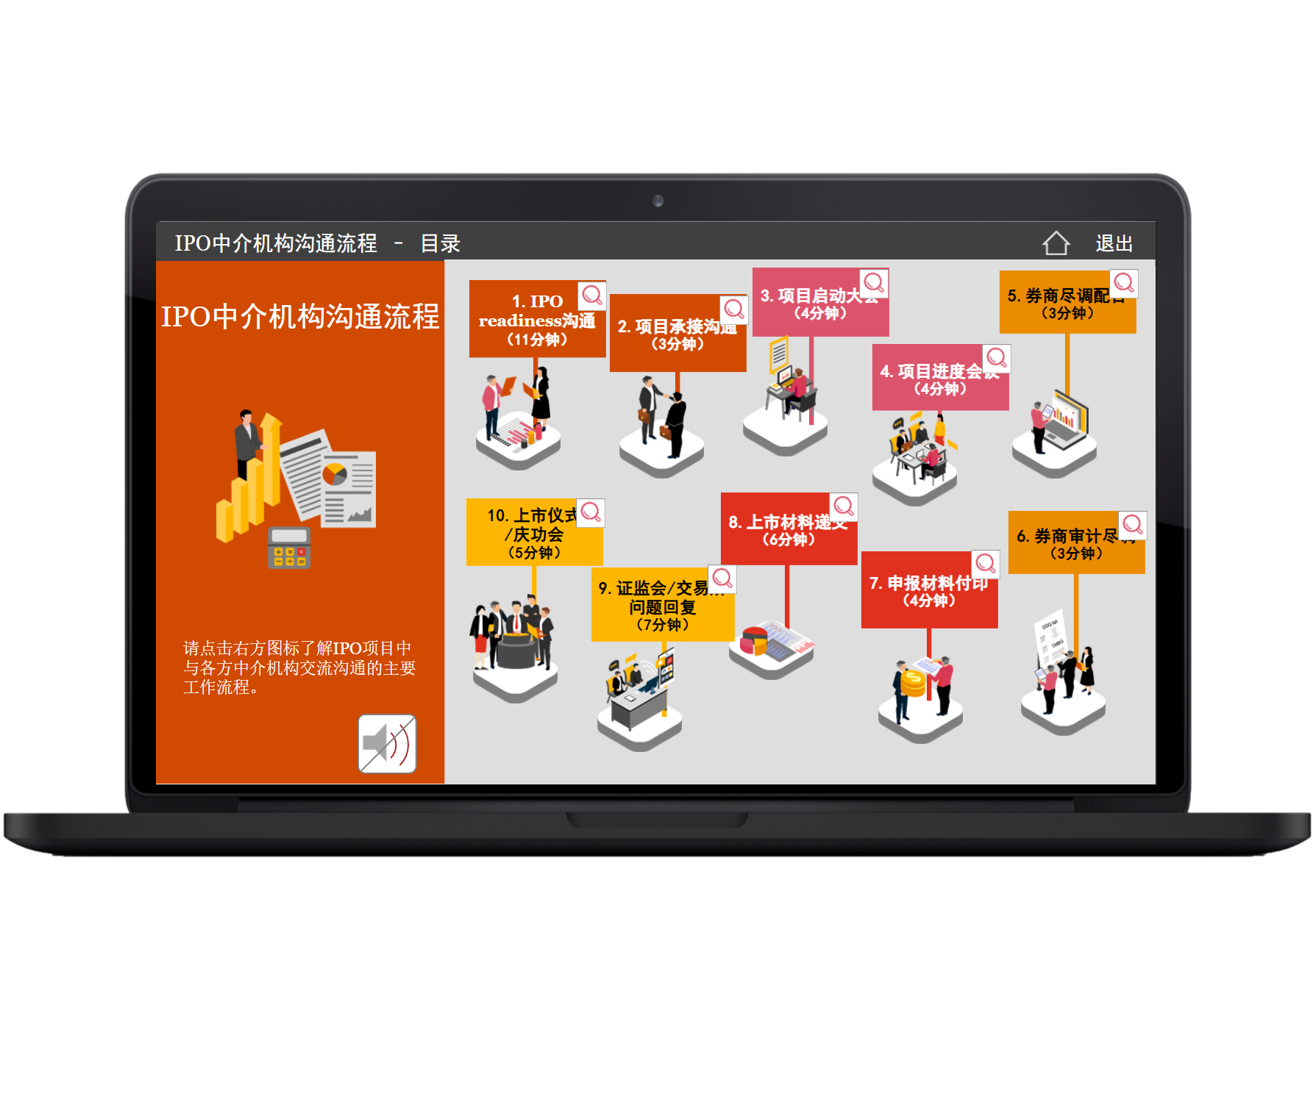 IPO中介机构沟通流程 - 目录
退出
IPO中介机构沟通流程
请点击右方图标了解IPO项目中
与各方中介机构交流沟通的主要
工作流程。
1. IPO
readiness沟通
（11分钟）
2. 项目承接沟通
（3分钟）
3. 项目启动大会
（4分钟）
4. 项目进度会议
（4分钟）
5. 券商尽调配合
（3分钟）
6. 券商审计尽调
（3分钟）
7. 申报材料付印
（4分钟）
8. 上市材料递交
（6分钟）
9. 证监会/交易所
问题回复
（7分钟）
10. 上市仪式
/庆功会
（5分钟）